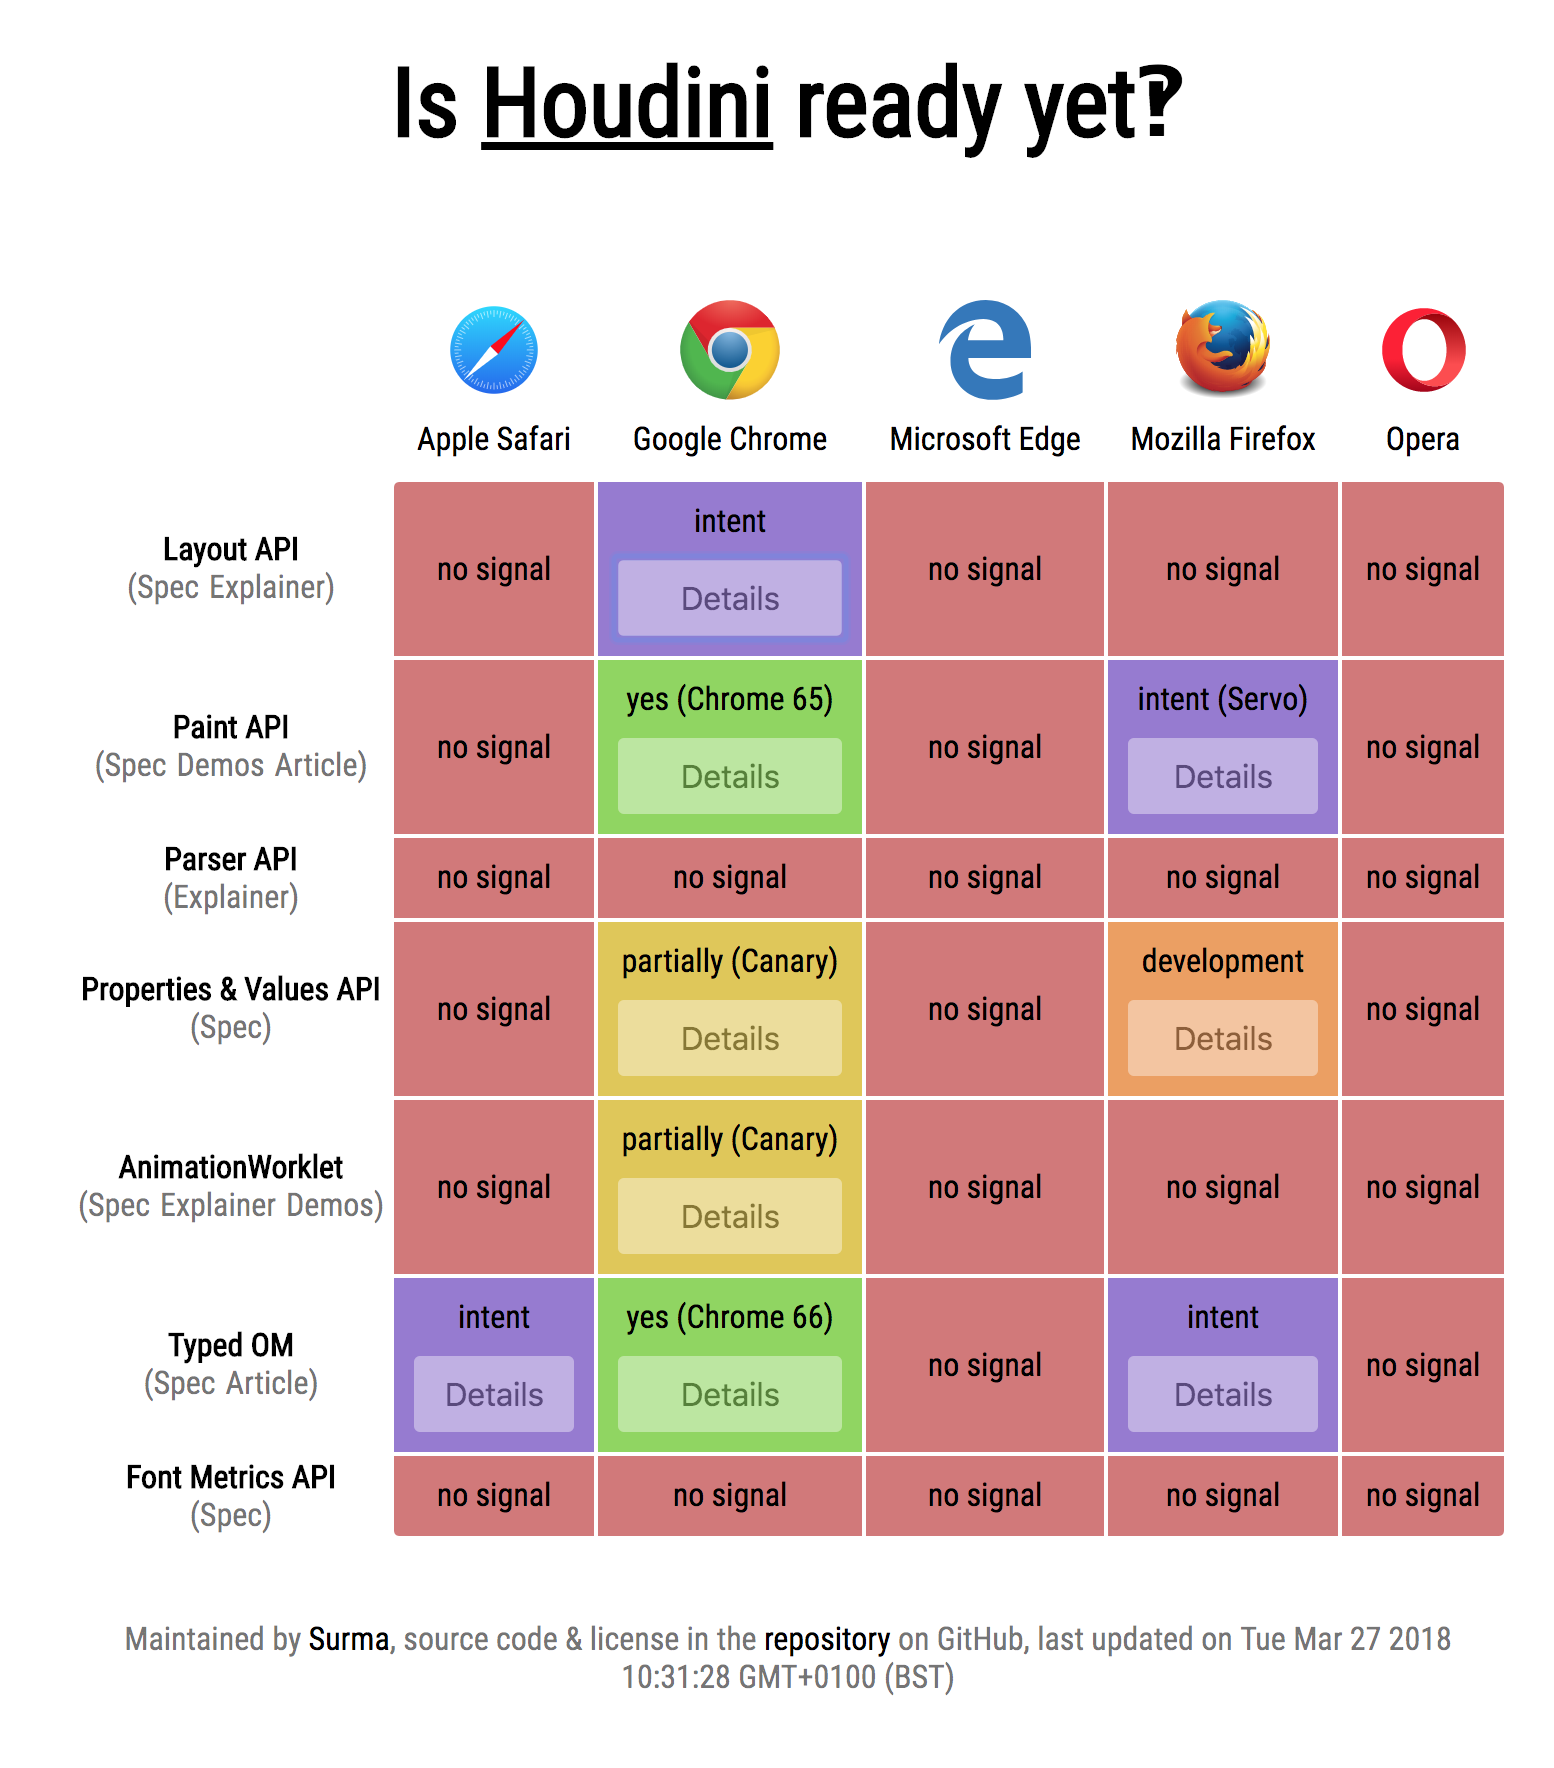 Is Houdini ready yet‽
Apple Safari Google Chrome Microsoft Edge Mozilla Firefox Opera
Layout API
(Spec Explainer)
no signal
intent
Details
no signal
no signal
no signal
Paint API
(Spec Demos Article)
no signal
yes (Chrome 65)
Details
no signal
intent (Servo)
Details
no signal
Parser API
(Explainer)
no signal
no signal
no signal
no signal
no signal
Properties & Values API
(Spec)
no signal
partially (Canary)
Details
no signal
development
Details
no signal
AnimationWorklet
(Spec Explainer Demos)
no signal
partially (Canary)
Details
no signal
no signal
no signal
Typed OM
(Spec Article)
intent
Details
yes (Chrome 66)
Details
no signal
intent
Details
no signal
Font Metrics API
(Spec)
no signal
no signal
no signal
no signal
no signal
Maintained by Surma, source code & license in the repository on GitHub, last updated on Tue Mar 27 2018
10:31:28 GMT+0100 (BST)